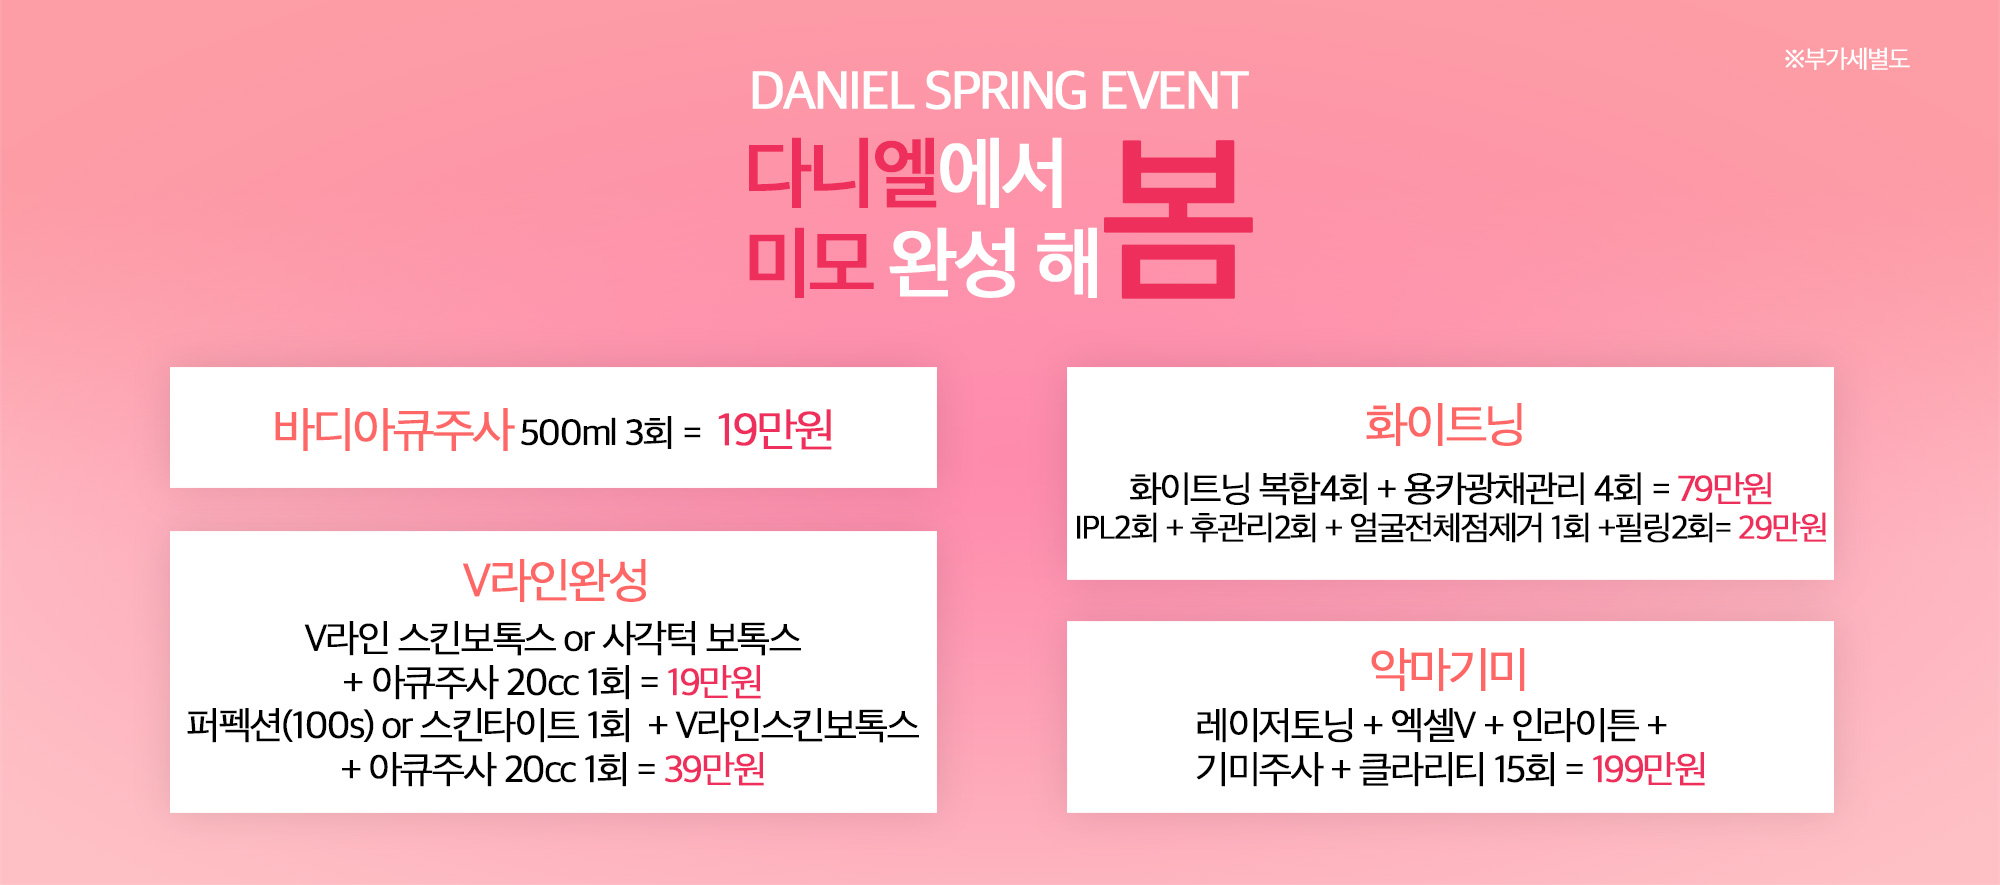 ※부가세별도
DANIEL SPRING EVENT
다니엘에서
미모 완성 해봄
바디아큐주사 500ml 3회 = 19만원
V라인완성
V라인 스킨보톡스 or 사각턱 보톡스
+ 아큐주사 20cc 1회 = 19만원
퍼펙션(100s) or 스킨타이트 1회 + V라인스킨보톡스
+ 아큐주사 20cc 1회 = 39만원
화이트닝
화이트닝 복합4회 + 용카광채관리 4회 = 79만원
IPL2회 + 후관리2회 + 얼굴전체점제거 1회 +필링2회= 29만원
악마기미
레이저토닝 + 엑셀V + 인라이튼 +
기미주사 + 클라리티 15회 = 199만원